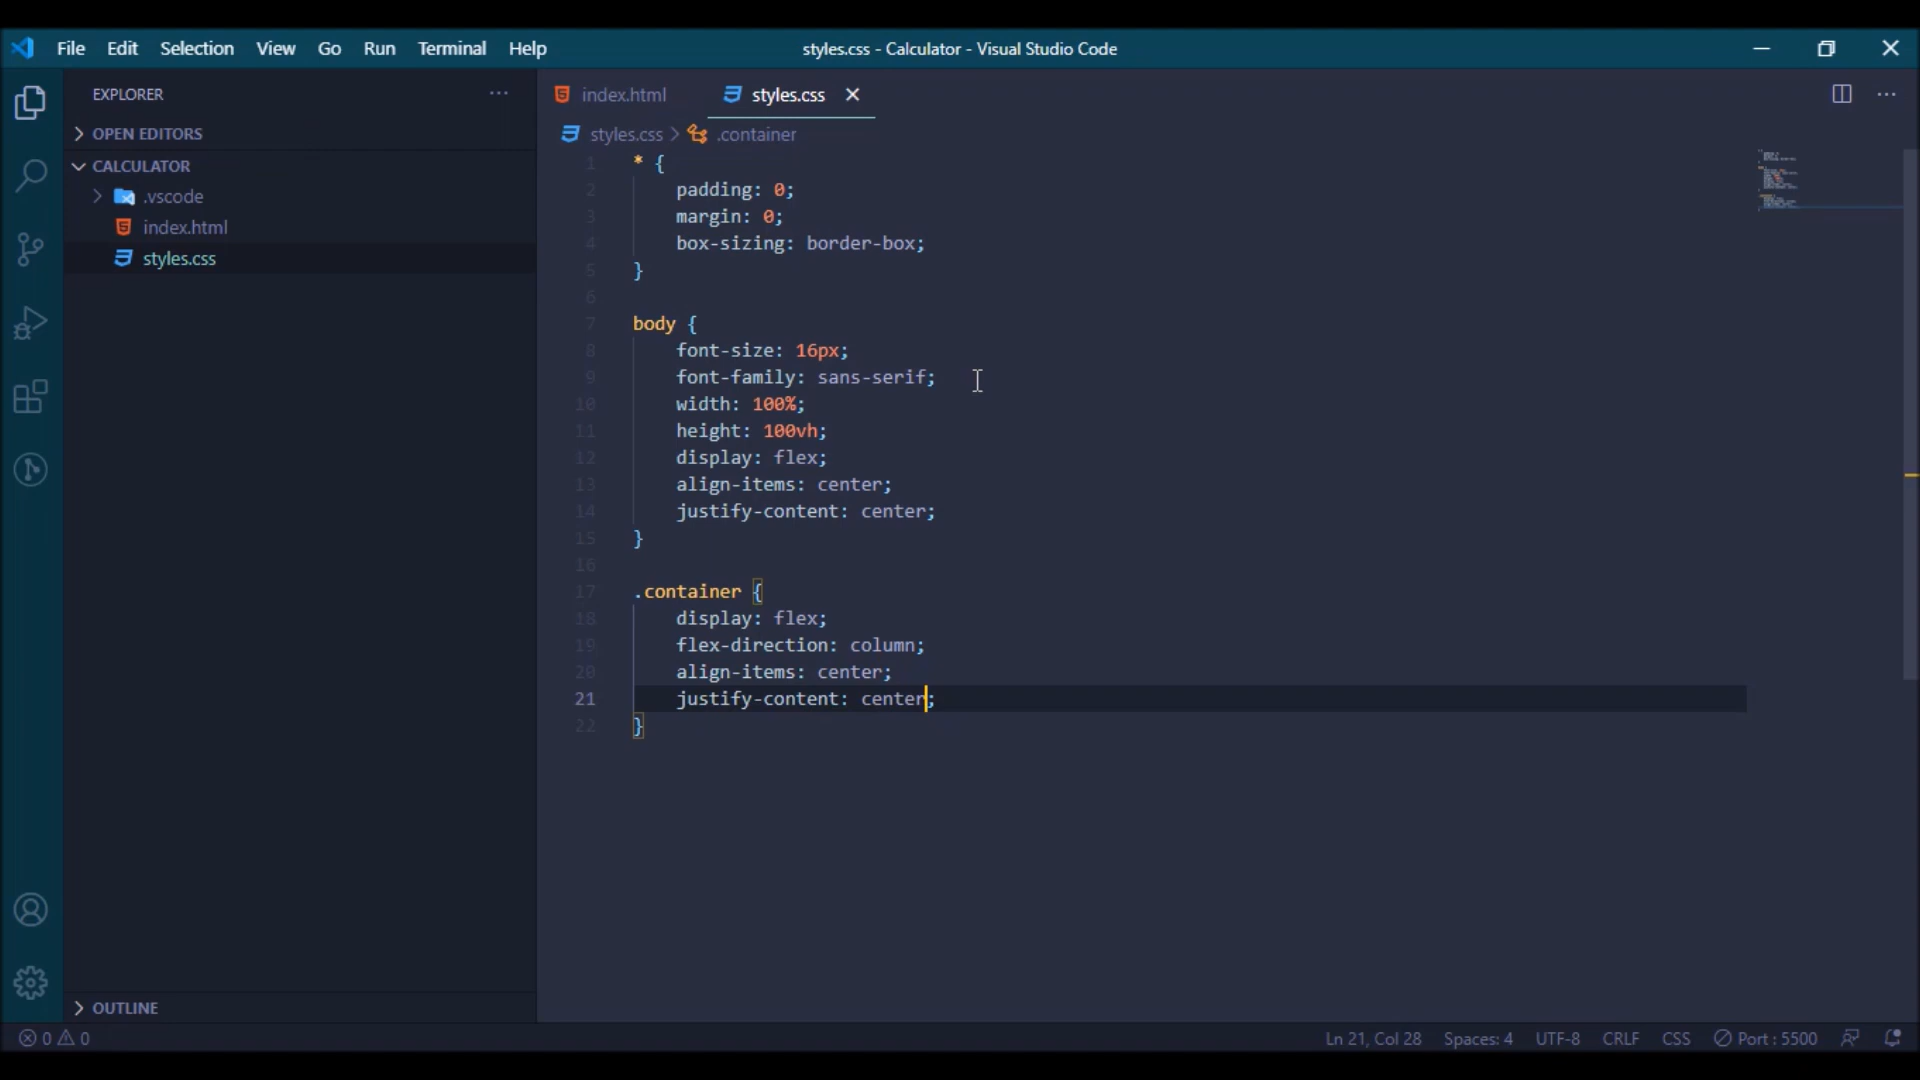 File Edit Selection View Go Run Terminal Help
styles.css - Calculator - Visual Studio Code
EXPLORER
OPEN EDITORS
CALCULATOR
.vscode
index.html
styles.css
OUTLINE
index.html styles.css
styles.css > .container
1 * {
2 padding: 0;
3 margin: 0;
4 box-sizing: border-box;
5 }
6
7 body {
8 font-size: 16px;
9 font-family: sans-serif;
10 width: 100%;
11 height: 100vh;
12 display: flex;
13 align-items: center;
14 justify-content: center;
15 }
16
17 .container {
18 display: flex;
19 flex-direction: column;
20 align-items: center;
21 justify-content: center;
22 }
0 0 Ln 21, Col 28 Spaces: 4 UTF-8 CRLF CSS Port : 5500